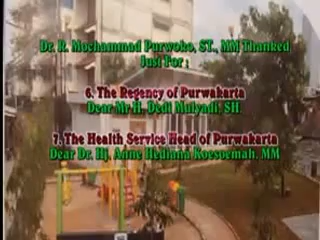 Dr. R. Mochammad Purwoko, ST., MM Thanked
Just For :
6. The Regency of Purwakarta
Dear Mr H. Dedi Mulyadi, SH
7. The Health Service Head of Purwakarta
Dear Dr. Hj. Anne Hediana Koesoemah, MM